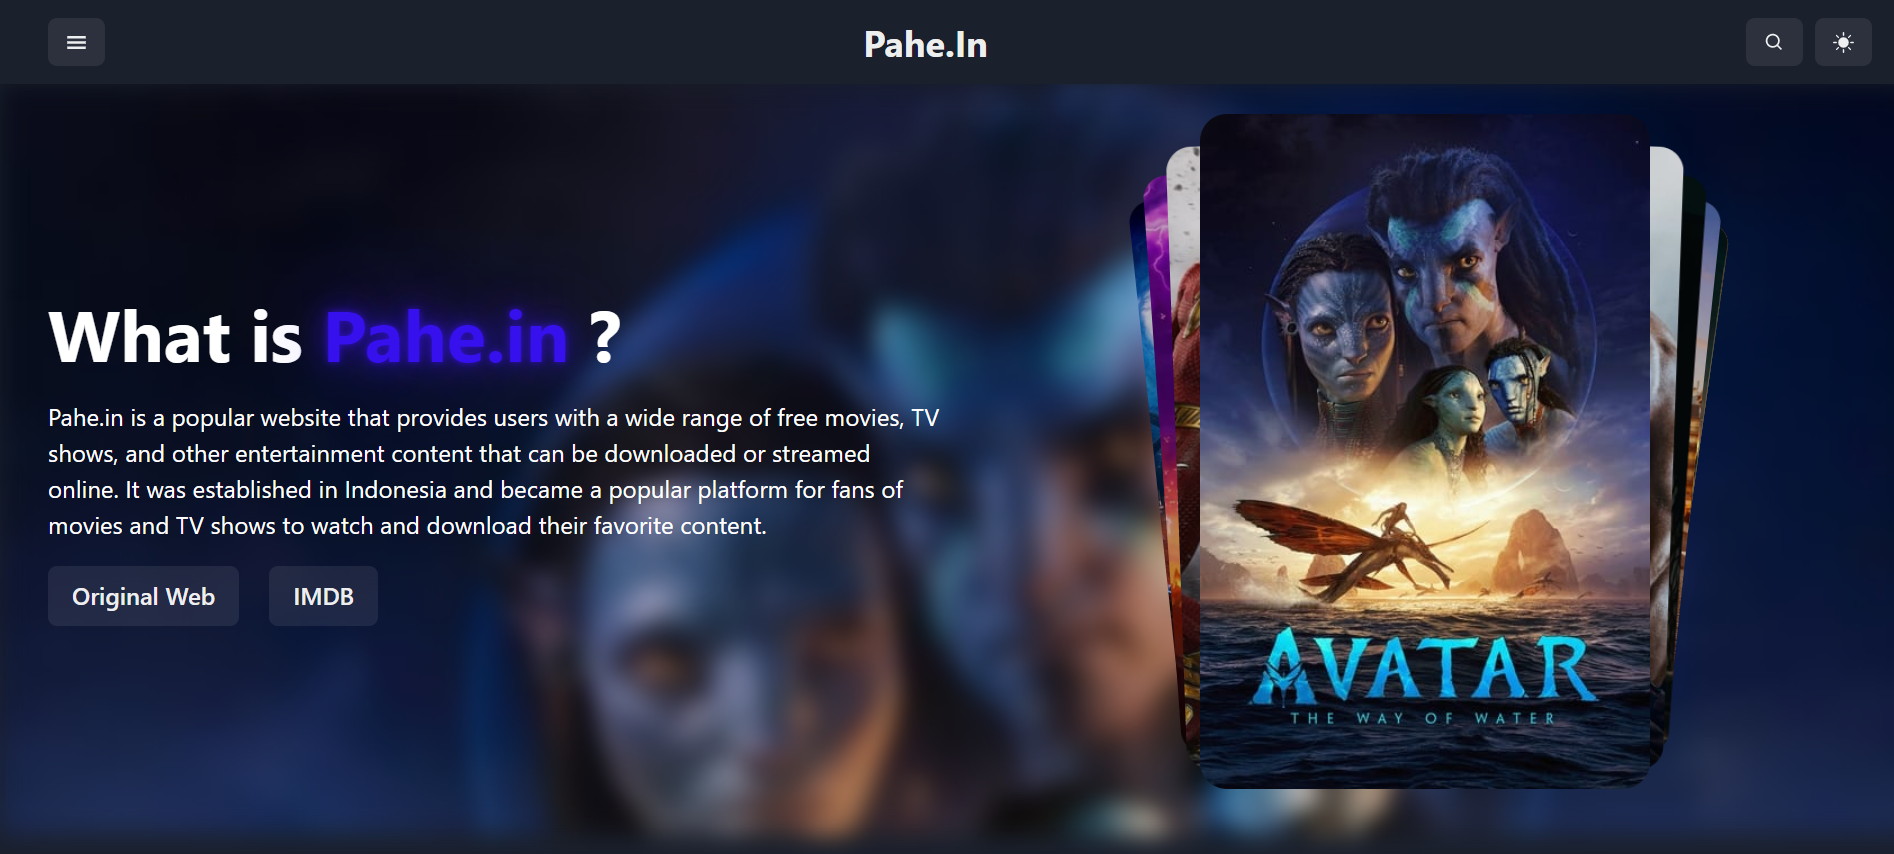 Pahe.In
What is Pahe.in ?
Pahe.in is a popular website that provides users with a wide range of free movies, TV
shows, and other entertainment content that can be downloaded or streamed
online. It was established in Indonesia and became a popular platform for fans of
movies and TV shows to watch and download their favorite content.
Original Web
IMDB
AVATAR
THE WAY OF WATER